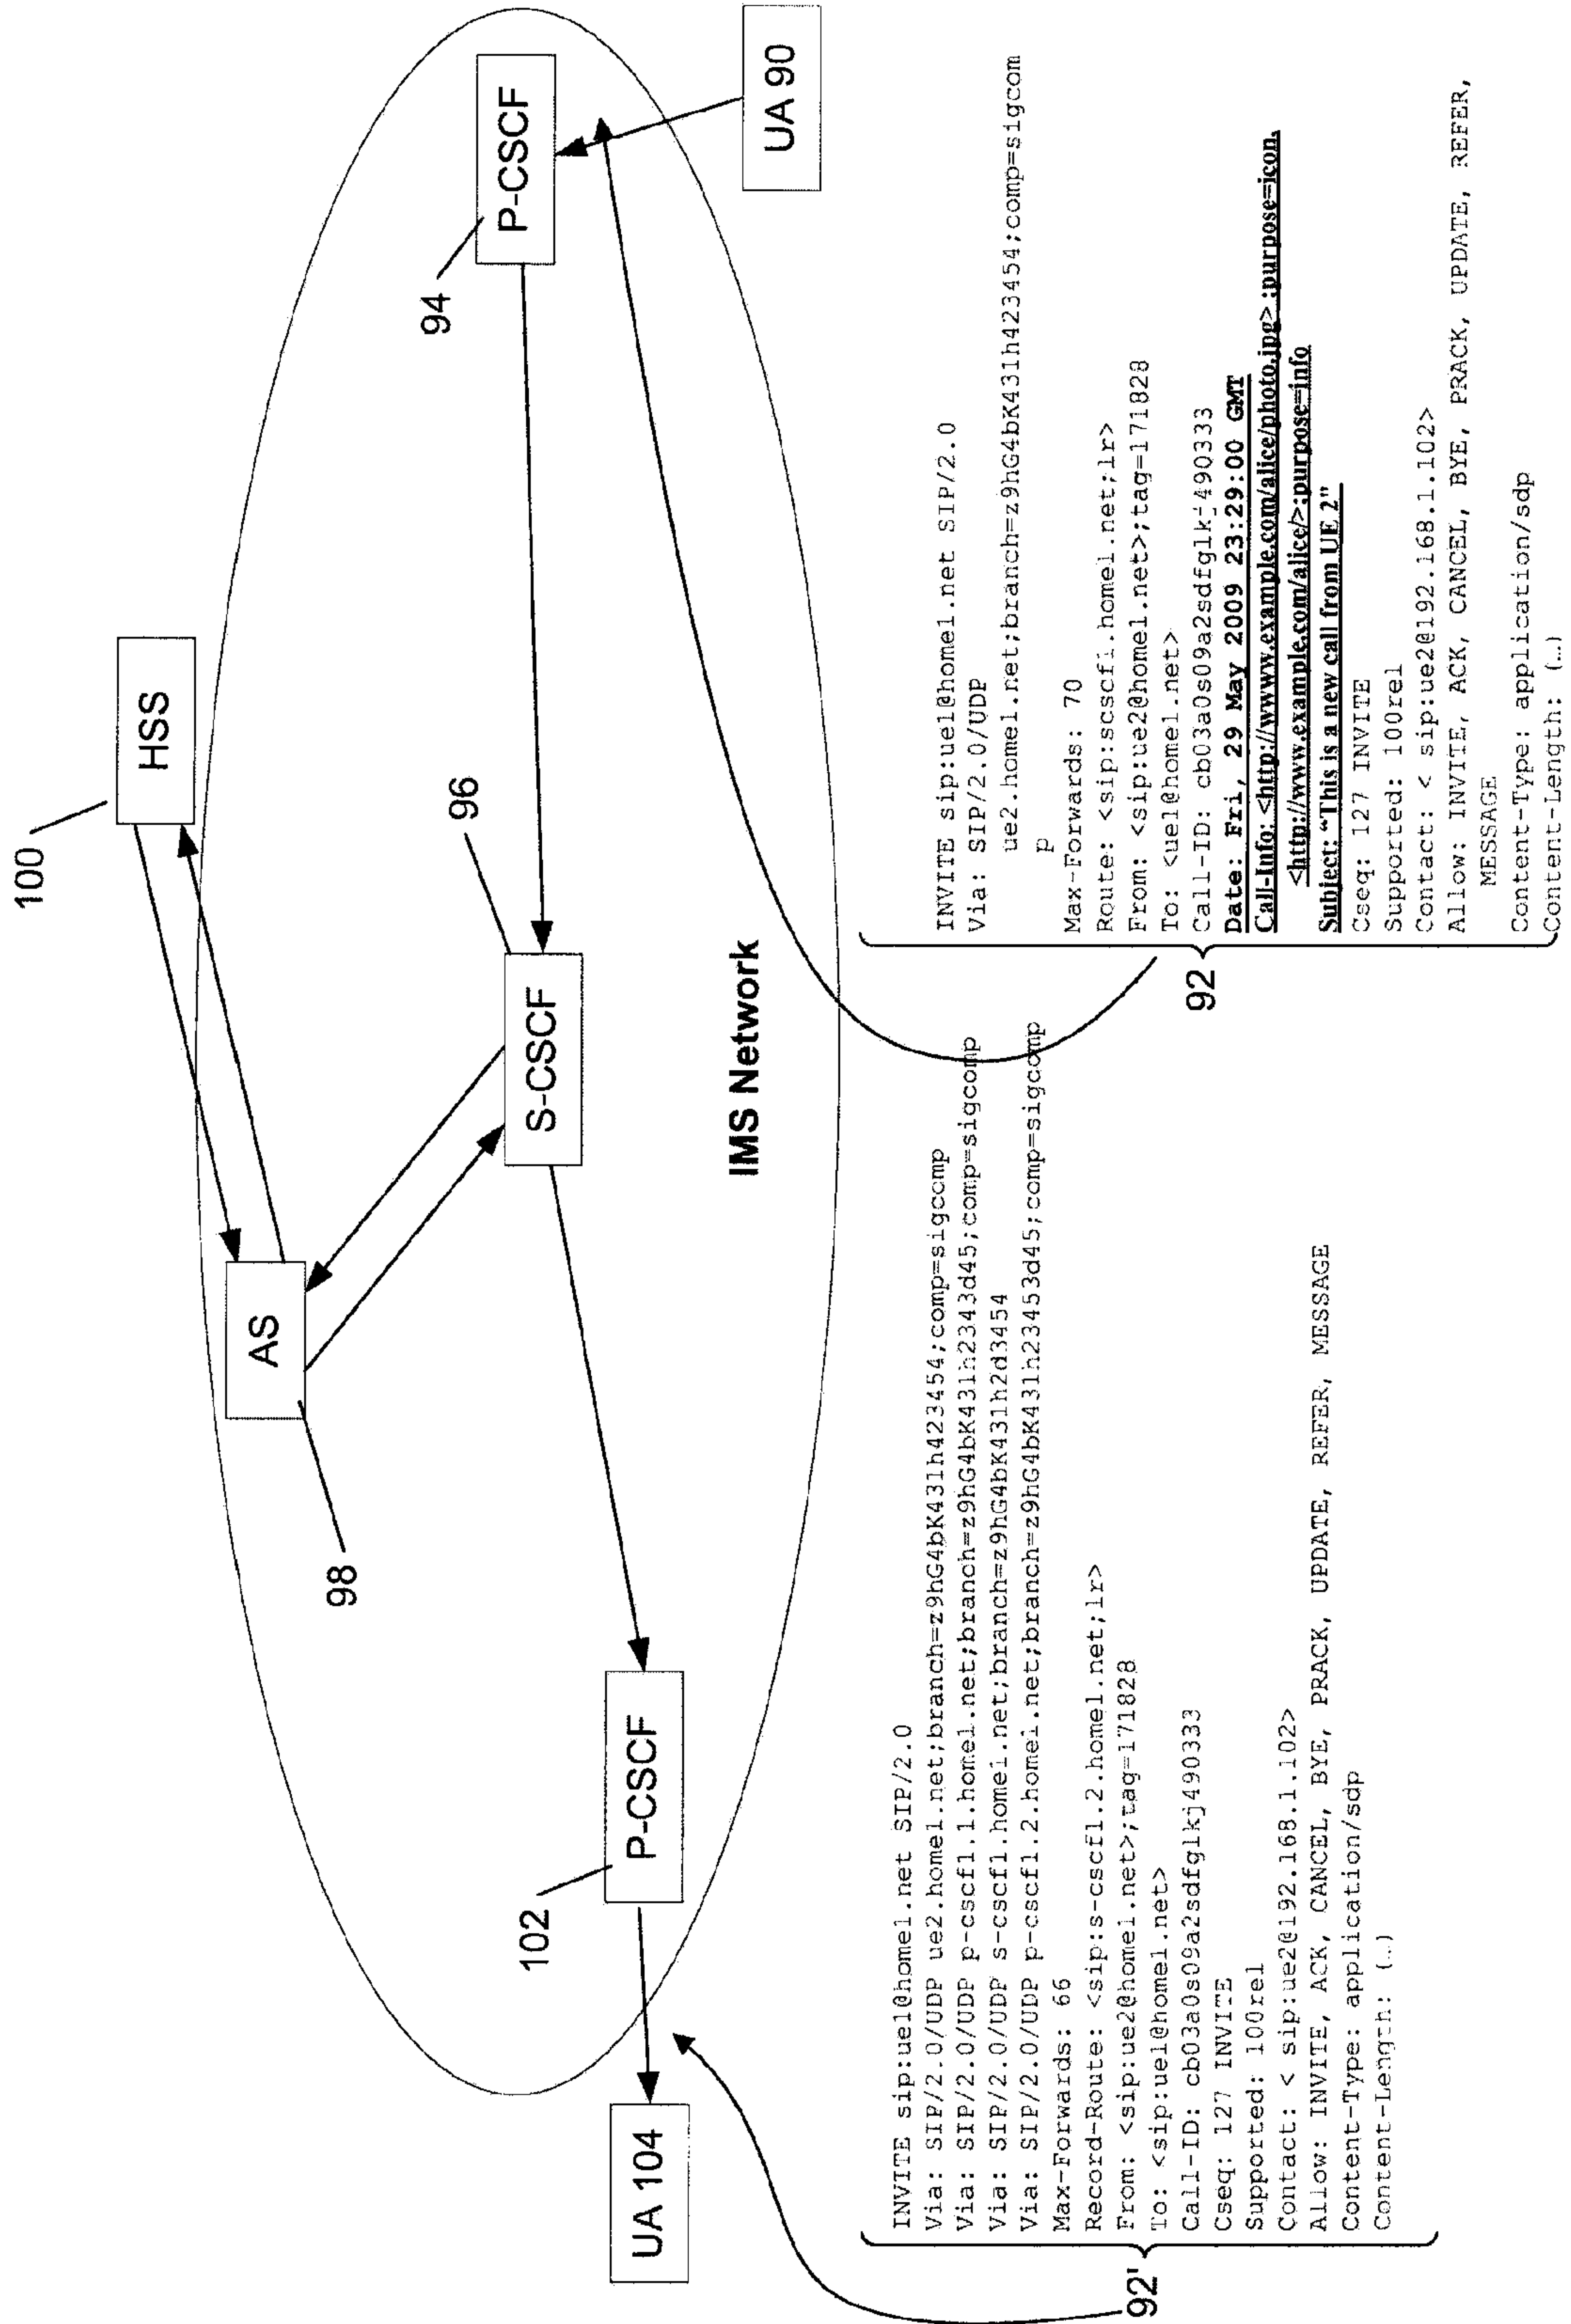 100
HSS
AS
98
96
S-CSCF
94
P-CSCF
102
P-CSCF
UA 104
UA 90
IMS Network
92'
INVITE sip:ue1@home1.net SIP/2.0
Via: SIP/2.0/UDP ue2.home1.net;branch=z9hG4bK431h423454;comp=sigcomp
Via: SIP/2.0/UDP p-cscf1.1.home1.net;branch=z9hG4bK431h2343d45;comp=sigcomp
Via: SIP/2.0/UDP s-cscf1.home1.net;branch=z9hG4bK431h2d3454
Via: SIP/2.0/UDP p-cscf1.2.home1.net;branch=z9hG4bK431h23453d45;comp=sigcomp
Max-Forwards: 66
Record-Route: <sip:s-cscf1.2.home1.net;lr>
From: <sip:ue2@home1.net>;tag=171828
To: <sip:ue1@home1.net>
Call-ID: cb03a0s09a2sdfglkj490333
Cseq: 127 INVITE
Supported: 100rel
Contact: < sip:ue2@192.168.1.102>
Allow: INVITE, ACK, CANCEL, BYE, PRACK, UPDATE, REFER, MESSAGE
Content-Type: application/sdp
Content-Length: (…)
92
INVITE sip:ue1@home1.net SIP/2.0
Via: SIP/2.0/UDP
ue2.home1.net;branch=z9hG4bK431h423454;comp=sigcom
p
Max-Forwards: 70
Route: <sip:scscf1.home1.net;lr>
From: <sip:ue2@home1.net>;tag=171828
To: <ue1@home1.net>
Call-ID: cb03a0s09a2sdfglkj490333
Date: Fri, 29 May 2009 23:29:00 GMT
Call-Info: <http://wwww.example.com/alice/photo.jpg> ;purpose=icon,
<http://www.example.com/alice/>;purpose=info
Subject: “This is a new call from UE 2"
Cseq: 127 INVITE
Supported: 100rel
Contact: < sip:ue2@192.168.1.102>
Allow: INVITE, ACK, CANCEL, BYE, PRACK, UPDATE, REFER,
MESSAGE
Content-Type: application/sdp
Content-Length: (…)